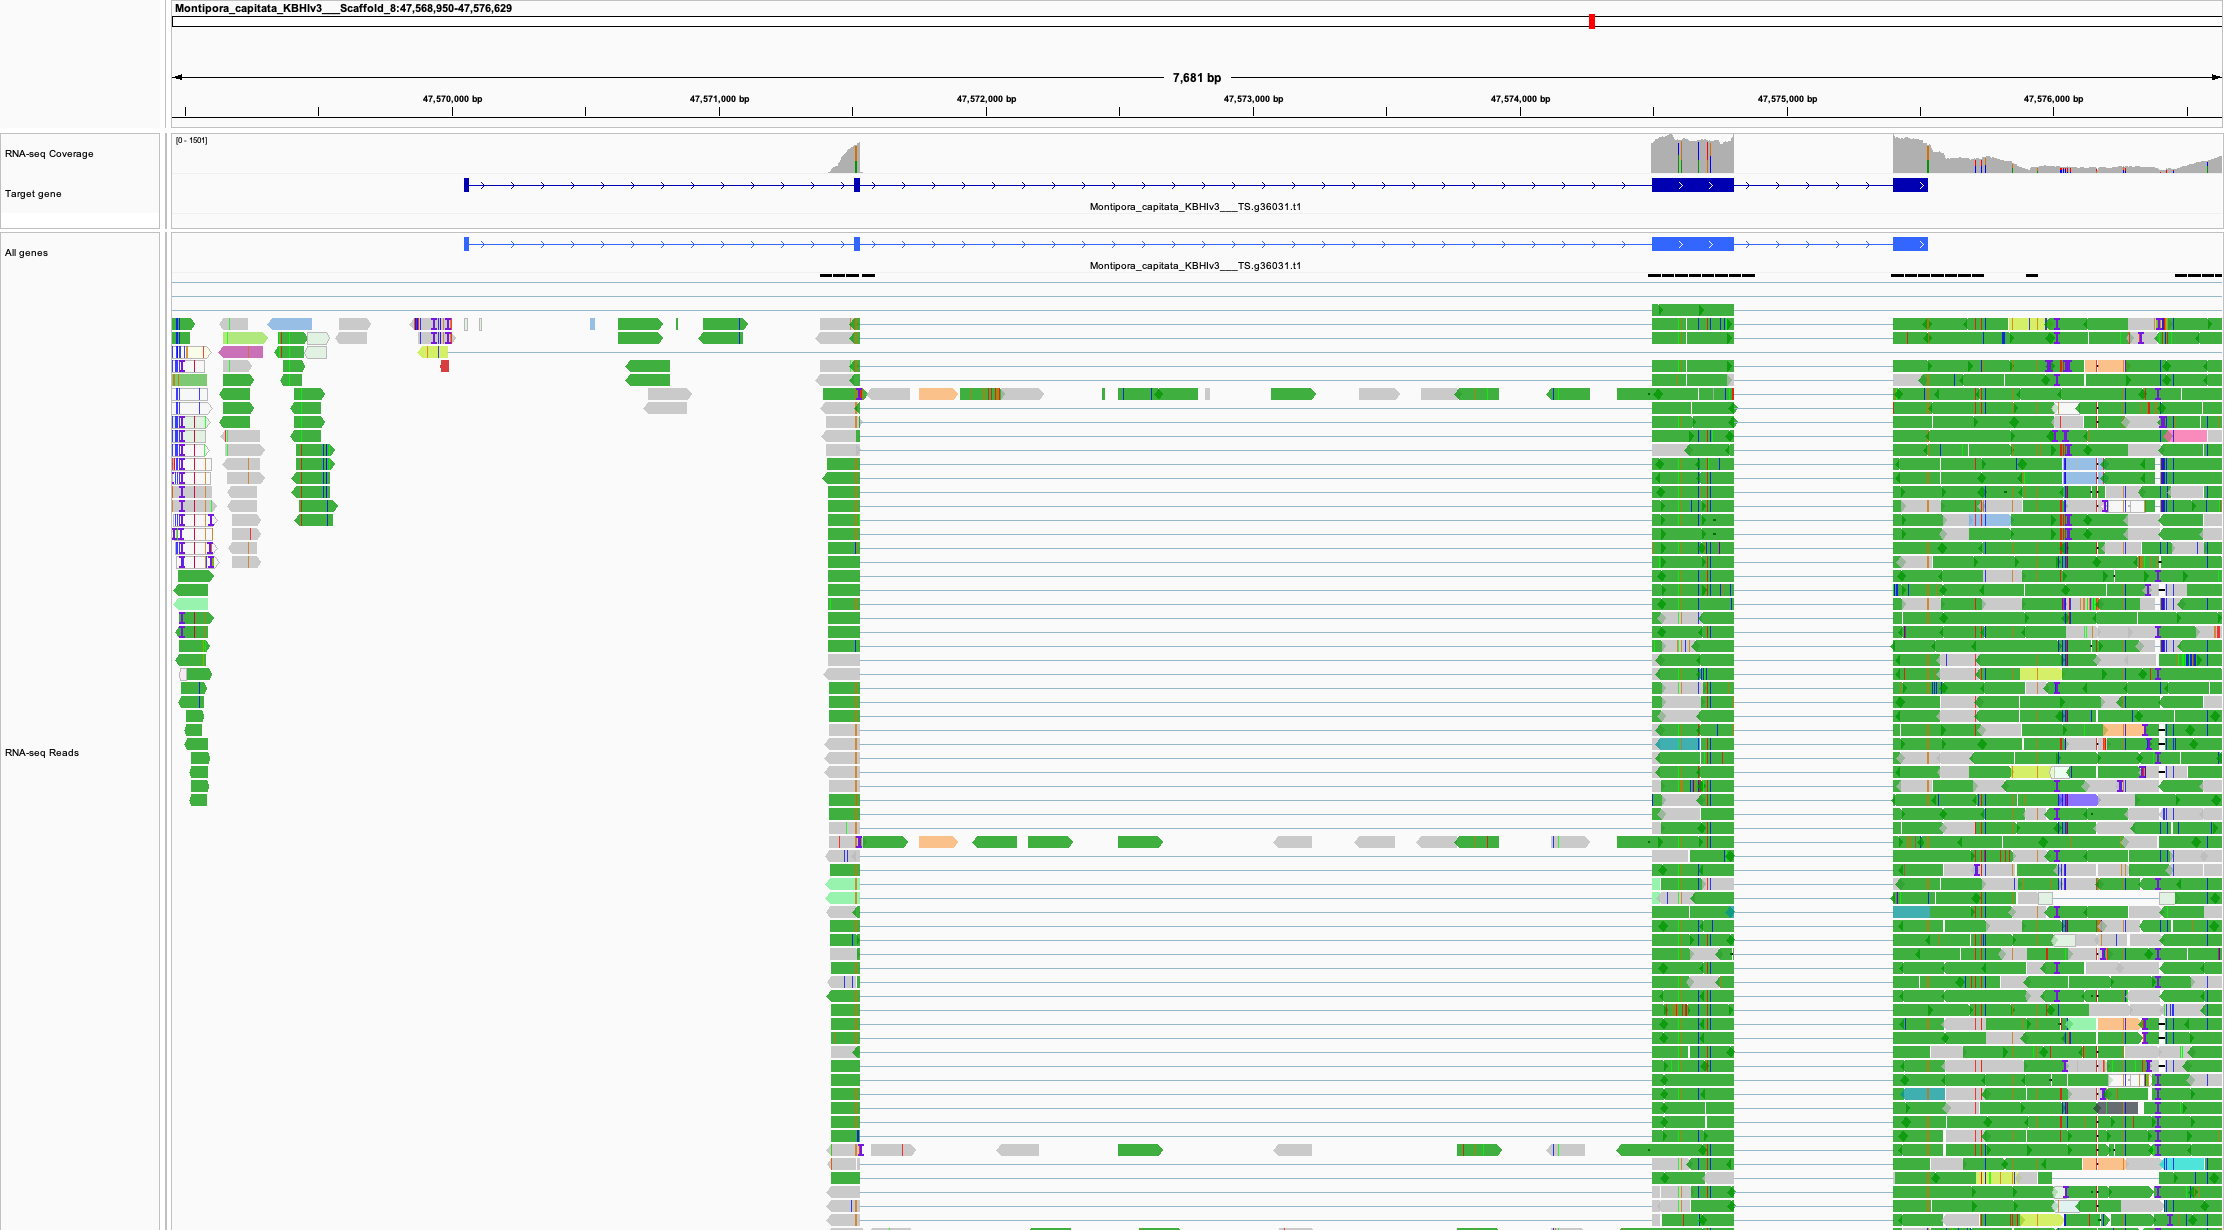 Montipora_capitata_KBHIv3___Scaffold_8:47,568,950-47,576,629
7,681 bp
47,570,000 bp 47,571,000 bp 47,572,000 bp 47,573,000 bp 47,574,000 bp 47,575,000 bp 47,576,000 bp
[0 - 1501]
RNA-seq Coverage
Target gene
Montipora_capitata_KBHIv3___TS.g36031.t1
All genes
Montipora_capitata_KBHIv3___TS.g36031.t1
RNA-seq Reads